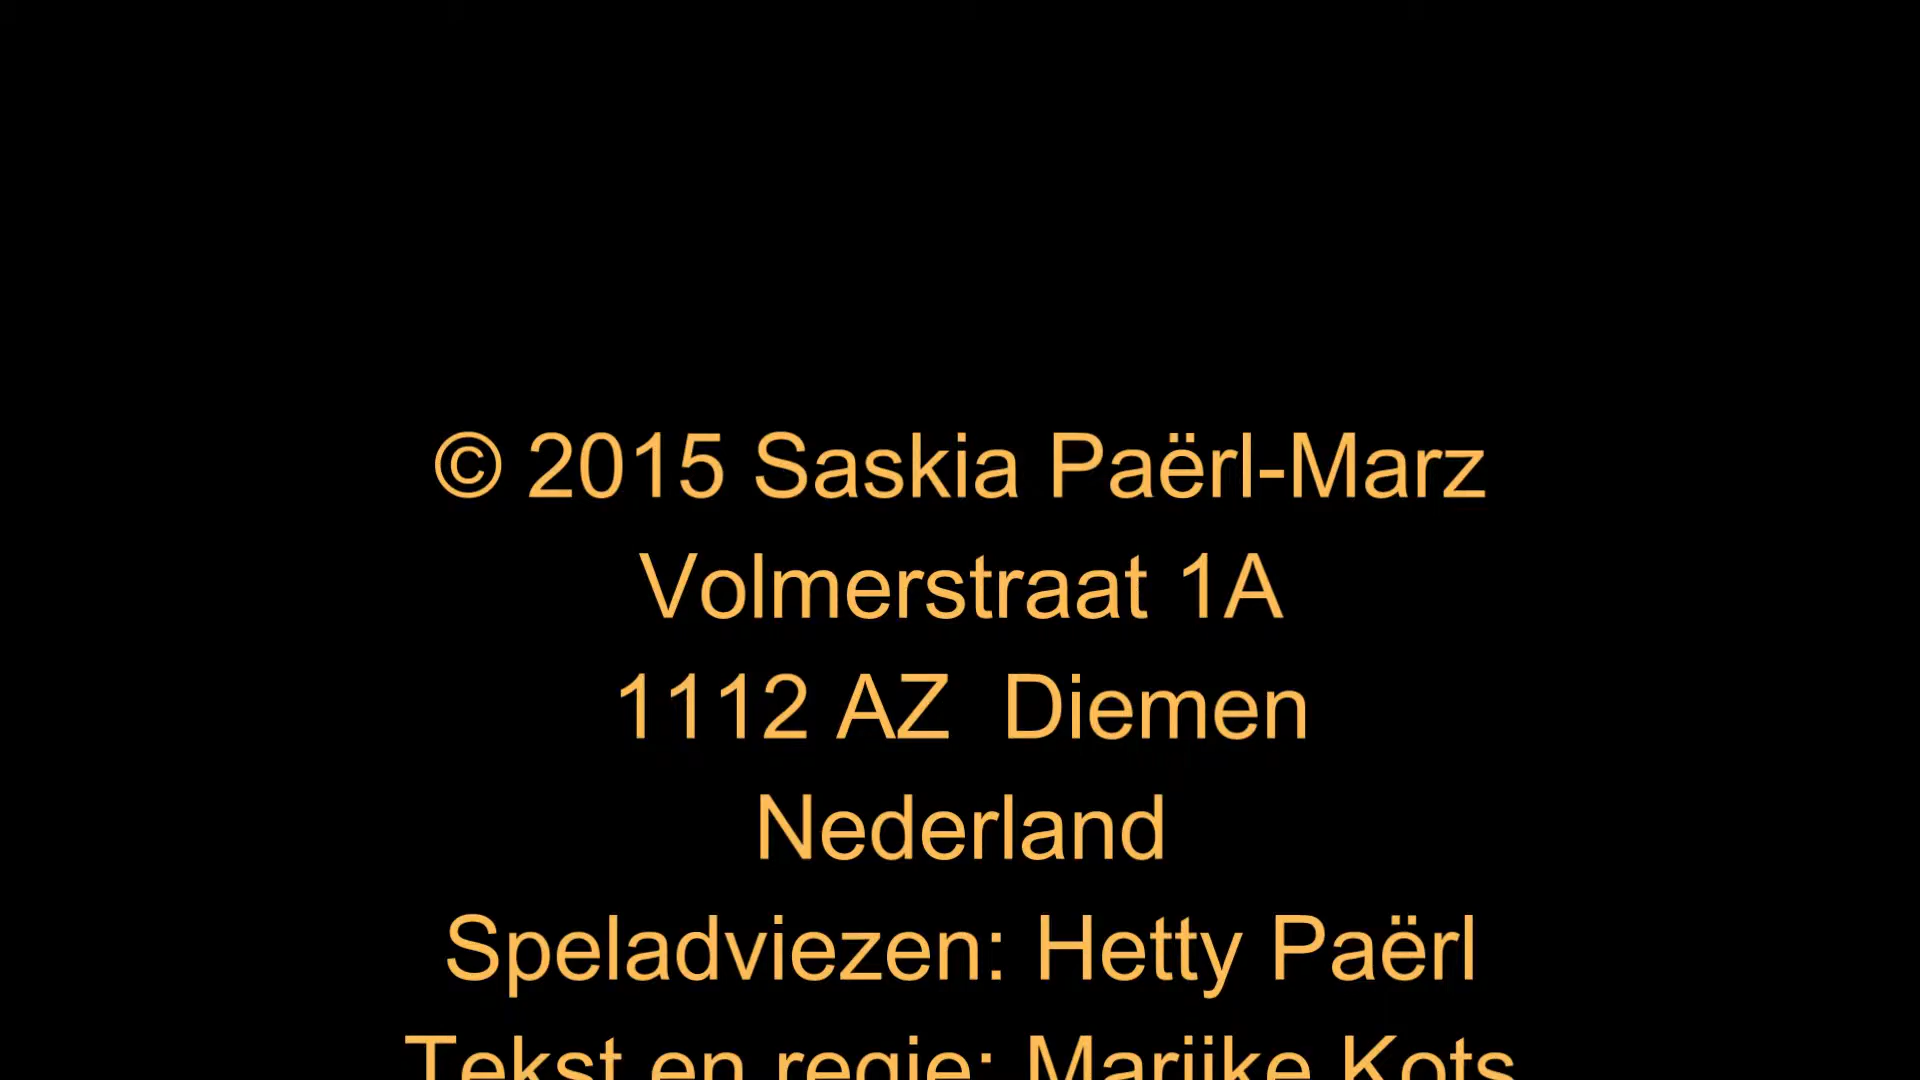 © 2015 Saskia Paërl-Marz
Volmerstraat 1A
1112 AZ  Diemen
Nederland
Speladviezen: Hetty Paërl
Tekst en regie: Marijke Kots